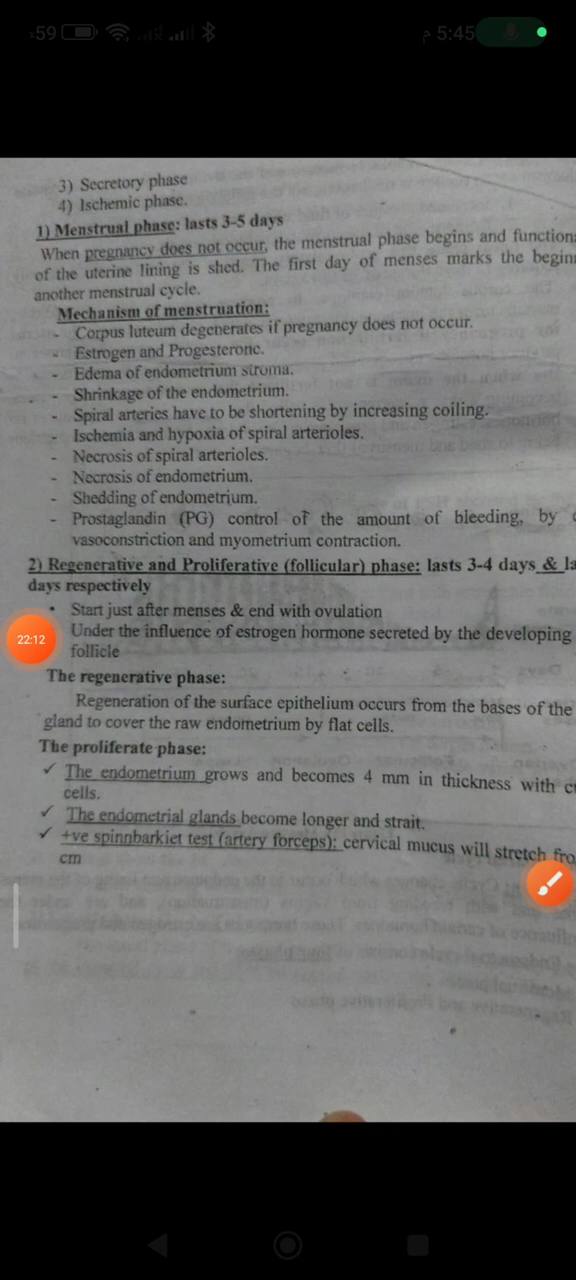 59
5:45 م
3) Secretory phase
4) Ischemic phase.
1) Menstrual phase: lasts 3-5 days
When pregnancy does not occur, the menstrual phase begins and function
of the uterine lining is shed. The first day of menses marks the begin
another menstrual cycle.
Mechanism of menstruation:
- Corpus luteum degenerates if pregnancy does not occur.
- Estrogen and Progesterone.
- Edema of endometrium stroma.
- Shrinkage of the endometrium.
- Spiral arteries have to be shortening by increasing coiling.
- Ischemia and hypoxia of spiral arterioles.
- Necrosis of spiral arterioles.
- Necrosis of endometrium.
- Shedding of endometrium.
- Prostaglandin (PG) control of the amount of bleeding, by
vasoconstriction and myometrium contraction.
2) Regenerative and Proliferative (follicular) phase: lasts 3-4 days & la
days respectively
• Start just after menses & end with ovulation
22:12
Under the influence of estrogen hormone secreted by the developing
follicle
The regenerative phase:
Regeneration of the surface epithelium occurs from the bases of the
gland to cover the raw endometrium by flat cells.
The proliferate phase:
✓ The endometrium grows and becomes 4 mm in thickness with
cells.
✓ The endometrial glands become longer and strait.
✓ +ve spinnbarkiet test (artery forceps): cervical mucus will stretch fro
cm